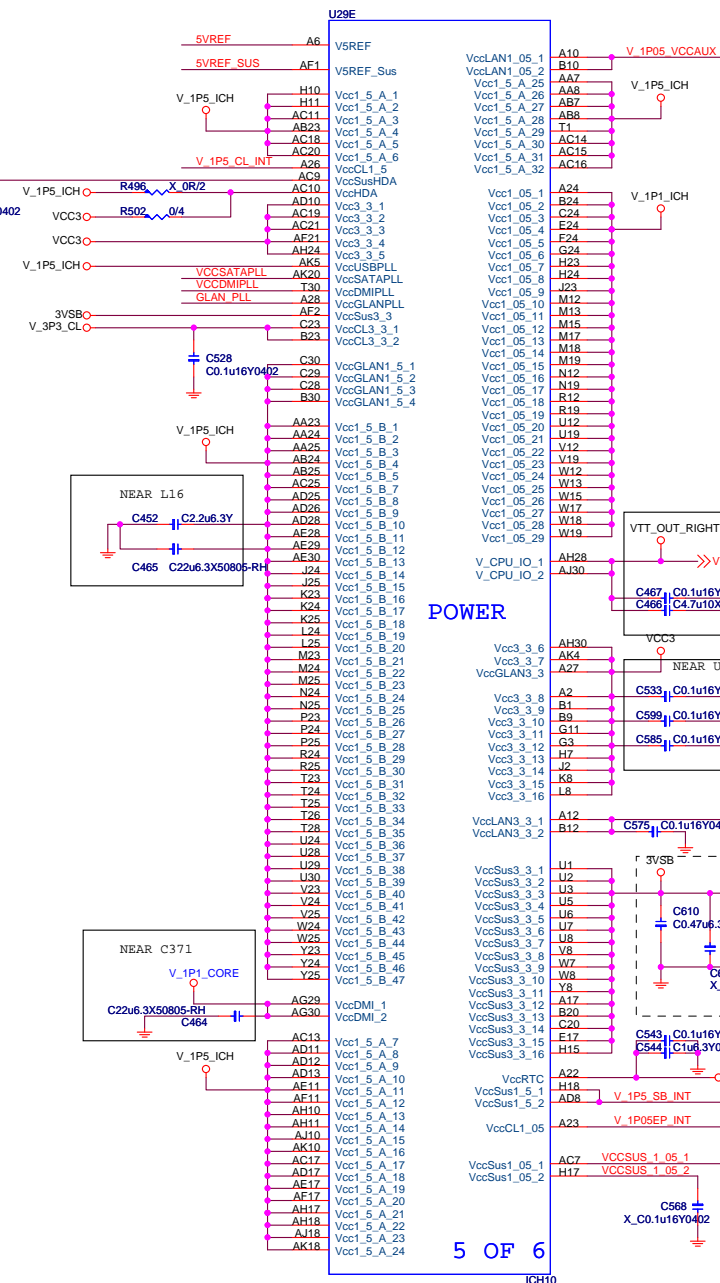 U29E
5VREF A6 V5REF
5VREF_SUS AF1 V5REF_Sus
V_1P5_ICH
H10 Vcc1_5_A_1
H11 Vcc1_5_A_2
AC11 Vcc1_5_A_3
AB23 Vcc1_5_A_4
AC18 Vcc1_5_A_5
AC20 Vcc1_5_A_6
V_1P5_CL_INT A26 VccCL1_5
AC9 VccSusHDA
V_1P5_ICH R496 X_0R/2 AC10 VccHDA
0402
VCC3 R502 0/4
AD10 Vcc3_3_1
AC19 Vcc3_3_2
AC21 Vcc3_3_3
VCC3 AF21 Vcc3_3_4
AH24 Vcc3_3_5
V_1P5_ICH AK5 VccUSBPLL
VCCSATAPLL AK20 VccSATAPLL
VCCDMIPLL T30 VccDMIPLL
GLAN_PLL A28 VccGLANPLL
3VSB AF2 VccSus3_3
V_3P3_CL C23 VccCL3_3_1
B23 VccCL3_3_2
C528
C0.1u16Y0402
C30 VccGLAN1_5_1
C29 VccGLAN1_5_2
C28 VccGLAN1_5_3
B30 VccGLAN1_5_4
V_1P5_ICH
AA23 Vcc1_5_B_1
AA24 Vcc1_5_B_2
AA25 Vcc1_5_B_3
AB24 Vcc1_5_B_4
AB25 Vcc1_5_B_5
AC25 Vcc1_5_B_7
AD25 Vcc1_5_B_8
AD26 Vcc1_5_B_9
AD28 Vcc1_5_B_10
AE28 Vcc1_5_B_11
AE29 Vcc1_5_B_12
AE30 Vcc1_5_B_13
J24 Vcc1_5_B_14
J25 Vcc1_5_B_15
K23 Vcc1_5_B_16
K24 Vcc1_5_B_17
K25 Vcc1_5_B_18
L24 Vcc1_5_B_19
L25 Vcc1_5_B_20
M23 Vcc1_5_B_21
M24 Vcc1_5_B_22
M25 Vcc1_5_B_23
N24 Vcc1_5_B_24
N25 Vcc1_5_B_25
P23 Vcc1_5_B_26
P24 Vcc1_5_B_27
P25 Vcc1_5_B_28
R24 Vcc1_5_B_29
R25 Vcc1_5_B_30
T23 Vcc1_5_B_31
T24 Vcc1_5_B_32
T25 Vcc1_5_B_33
T26 Vcc1_5_B_34
T28 Vcc1_5_B_35
U24 Vcc1_5_B_36
U28 Vcc1_5_B_37
U29 Vcc1_5_B_38
U30 Vcc1_5_B_39
V23 Vcc1_5_B_40
V24 Vcc1_5_B_41
V25 Vcc1_5_B_42
W24 Vcc1_5_B_43
W25 Vcc1_5_B_44
Y23 Vcc1_5_B_45
Y24 Vcc1_5_B_46
Y25 Vcc1_5_B_47
NEAR L16
C452 C2.2u6.3Y
C465 C22u6.3X50805-RH
NEAR C371
V_1P1_CORE
C22u6.3X50805-RH
C464
AG29 VccDMI_1
AG30 VccDMI_2
V_1P5_ICH
AC13 Vcc1_5_A_7
AD11 Vcc1_5_A_8
AD12 Vcc1_5_A_9
AD13 Vcc1_5_A_10
AE11 Vcc1_5_A_11
AF11 Vcc1_5_A_12
AH10 Vcc1_5_A_13
AH11 Vcc1_5_A_14
AJ10 Vcc1_5_A_15
AK10 Vcc1_5_A_16
AC17 Vcc1_5_A_17
AD17 Vcc1_5_A_18
AE17 Vcc1_5_A_19
AF17 Vcc1_5_A_20
AH17 Vcc1_5_A_21
AH18 Vcc1_5_A_22
AJ18 Vcc1_5_A_23
AK18 Vcc1_5_A_24
VccLAN1_05_1 A10 V_1P05_VCCAUX
VccLAN1_05_2 B10
Vcc1_5_A_25 AA7
Vcc1_5_A_26 AA8
Vcc1_5_A_27 AB7
Vcc1_5_A_28 AB8
Vcc1_5_A_29 T1
Vcc1_5_A_30 AC14
Vcc1_5_A_31 AC15
Vcc1_5_A_32 AC16
V_1P5_ICH
Vcc1_05_1 A24
Vcc1_05_2 B24
Vcc1_05_3 C24
Vcc1_05_4 E24
Vcc1_05_5 F24
Vcc1_05_6 G24
Vcc1_05_7 H23
Vcc1_05_8 H24
Vcc1_05_9 J23
Vcc1_05_10 M12
Vcc1_05_11 M13
Vcc1_05_12 M15
Vcc1_05_13 M17
Vcc1_05_14 M18
Vcc1_05_15 M19
Vcc1_05_16 N12
Vcc1_05_17 N19
Vcc1_05_18 R12
Vcc1_05_19 R19
Vcc1_05_20 U12
Vcc1_05_21 U19
Vcc1_05_22 V12
Vcc1_05_23 V19
Vcc1_05_24 W12
Vcc1_05_25 W13
Vcc1_05_26 W15
Vcc1_05_27 W17
Vcc1_05_28 W18
Vcc1_05_29 W19
V_1P1_ICH
V_CPU_IO_1 AH28
V_CPU_IO_2 AJ30
VTT_OUT_RIGHT
V
C467 C0.1u16Y
C466 C4.7u10X
POWER
Vcc3_3_6 AH30
Vcc3_3_7 AK4
VccGLAN3_3 A27
VCC3
NEAR U
Vcc3_3_8 A2
Vcc3_3_9 B1
Vcc3_3_10 B9
Vcc3_3_11 G11
Vcc3_3_12 G3
Vcc3_3_13 H7
Vcc3_3_14 J2
Vcc3_3_15 K8
Vcc3_3_16 L8
C533 C0.1u16Y
C599 C0.1u16Y
C585 C0.1u16Y
VccLAN3_3_1 A12
VccLAN3_3_2 B12
C575 C0.1u16Y04
3VSB
VccSus3_3_1 U1
VccSus3_3_2 U2
VccSus3_3_3 U3
VccSus3_3_4 U5
VccSus3_3_5 U6
VccSus3_3_6 U7
VccSus3_3_7 U8
VccSus3_3_8 V8
VccSus3_3_9 W7
VccSus3_3_10 W8
VccSus3_3_11 Y8
VccSus3_3_12 A17
VccSus3_3_13 B20
VccSus3_3_14 C20
VccSus3_3_15 E17
VccSus3_3_16 H15
C610
C0.47u6.3
C6
X_
C543 C0.1u16Y
C544 C1u6.3Y0
VccRTC A22
VccSus1_5_1 H18
VccSus1_5_2 AD8 V_1P5_SB_INT
VccCL1_05 A23 V_1P05EP_INT
VccSus1_05_1 AC7 VCCSUS_1_05_1
VccSus1_05_2 H17 VCCSUS_1_05_2
C568
X_C0.1u16Y0402
5 OF 6
ICH10